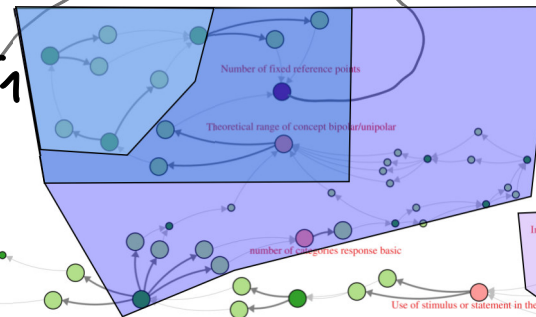 1
Number of fixed reference points
Theoretical range of concept bipolar/unipolar
number of categories response basic
Use of stimulus or statement in the